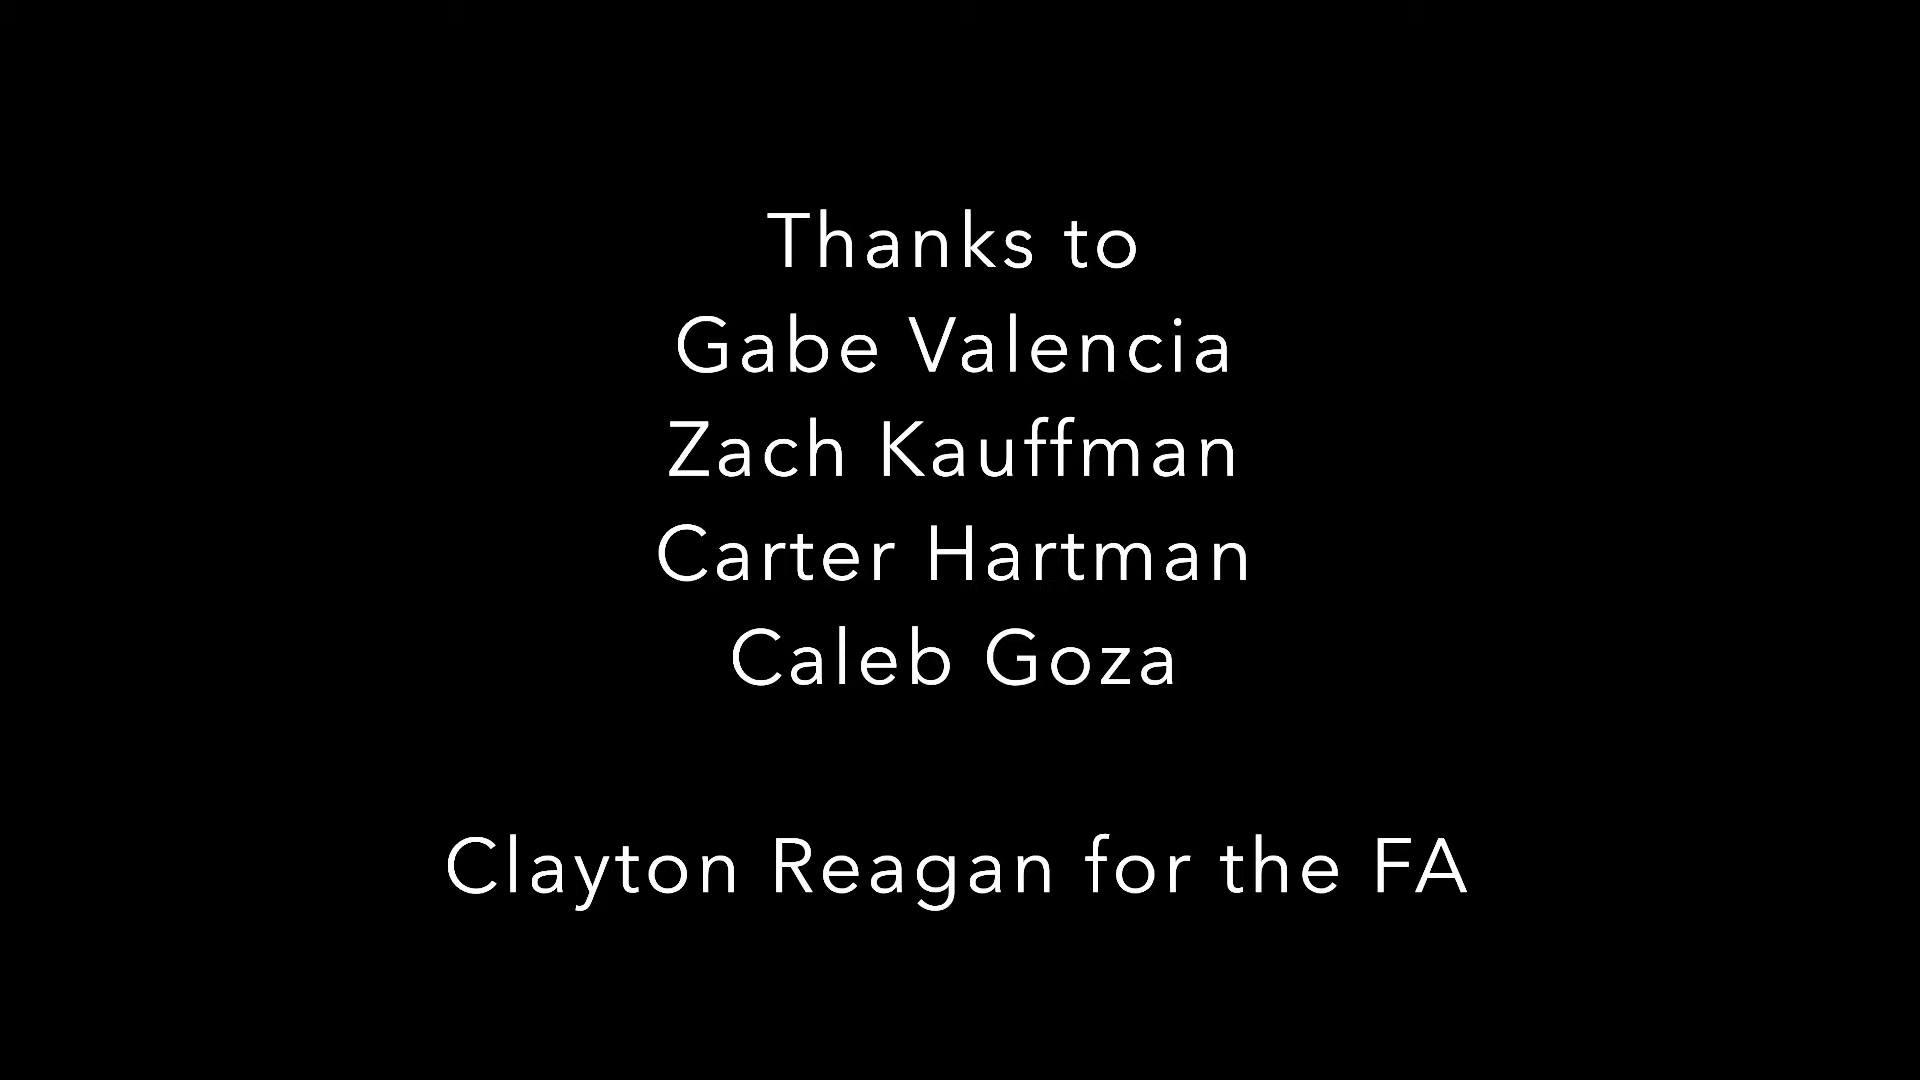 Thanks to
Gabe Valencia
Zach Kauffman
Carter Hartman
Caleb Goza
Clayton Reagan for the FA